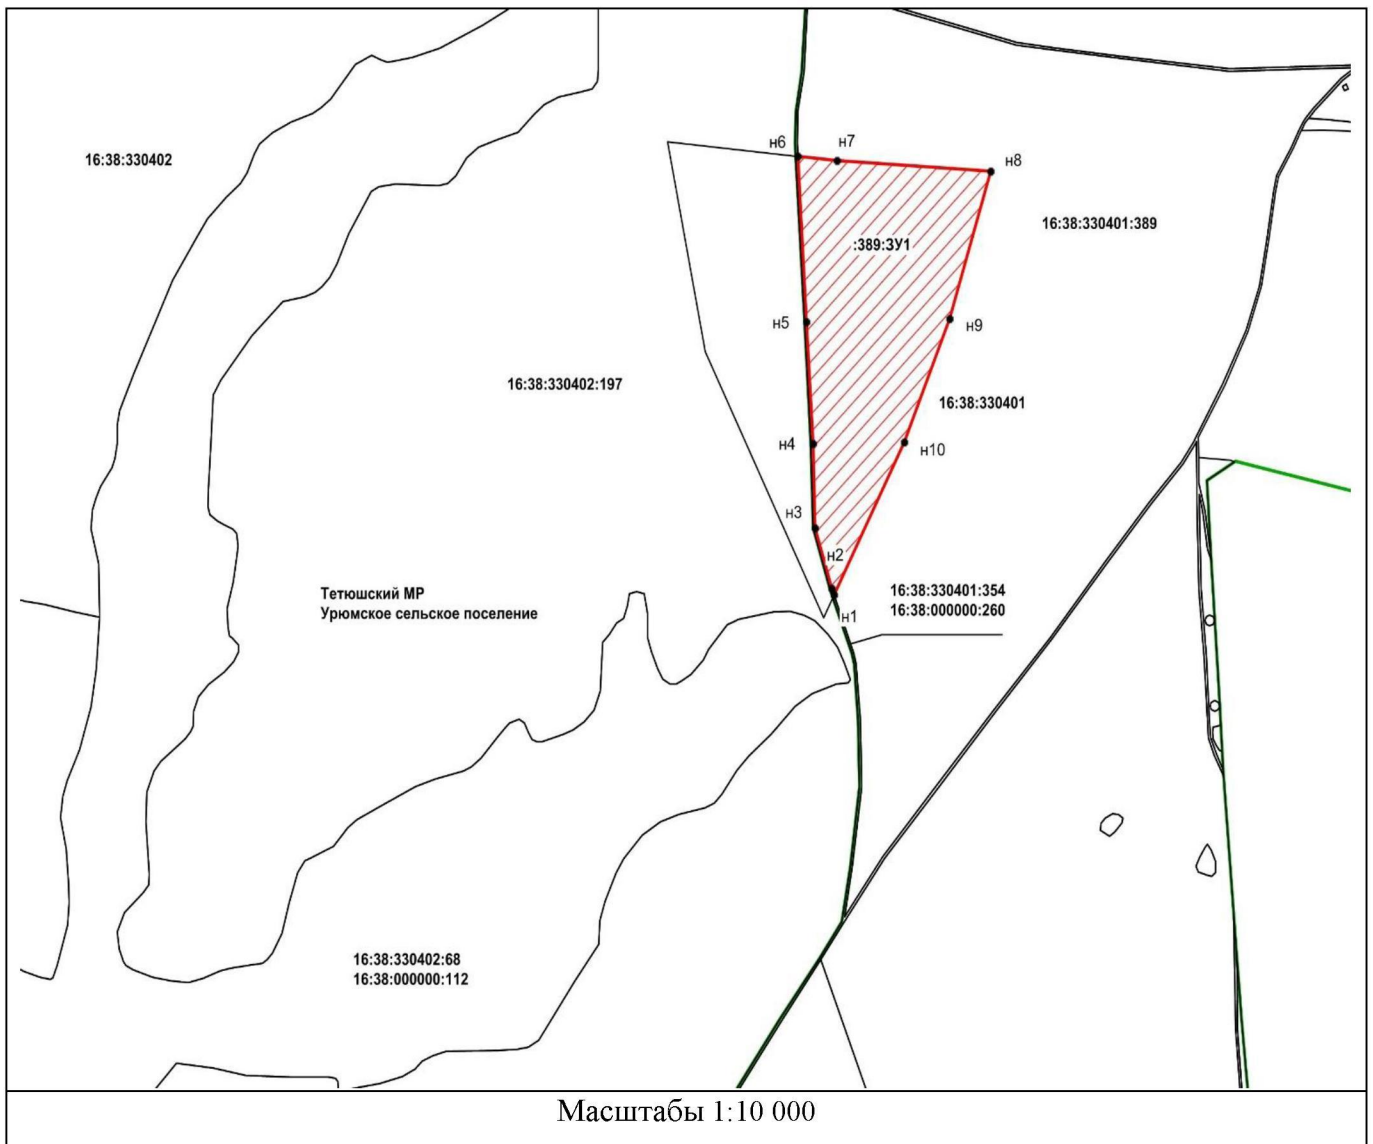 н6
н7
н8
16:38:330402
16:38:330401:389
:389:ЗУ1
н5
н9
16:38:330402:197
16:38:330401
н4
н10
н3
н2
16:38:330401:354
16:38:000000:260
Тетюшский МР
Урюмское сельское поселение
н1
16:38:330402:68
16:38:000000:112
Масштабы 1:10 000